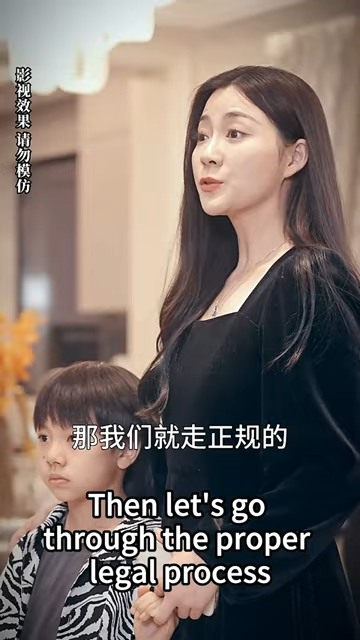 影视效果 请勿模仿
那我们就走正规的
Then let's go
through the proper
legal process